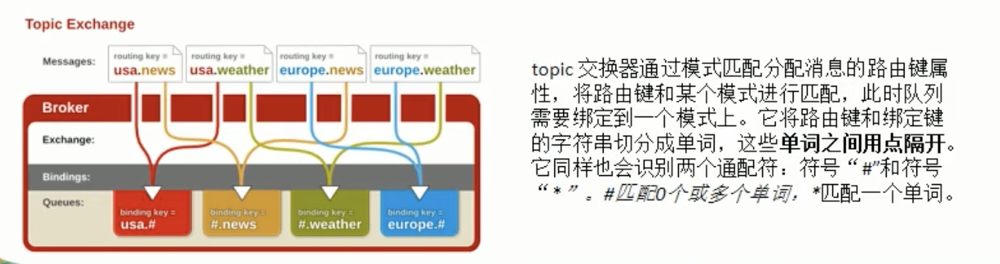 Topic Exchange
Messages:
routing key =
usa.news
routing key =
usa.weather
routing key =
europe.news
routing key =
europe.weather
Broker
Exchange:
Bindings:
Queues:
binding key =
usa.#
binding key =
#.news
binding key =
#.weather
binding key =
europe.#
topic 交换器通过模式匹配分配消息的路由键属
性，将路由键和某个模式进行匹配，此时队列
需要绑定到一个模式上。它将路由键和绑定键
的字符串切分成单词，这些单词之间用点隔开。
它同样也会识别两个通配符：符号“#”和符号
“*”。#匹配0个或多个单词，*匹配一个单词。